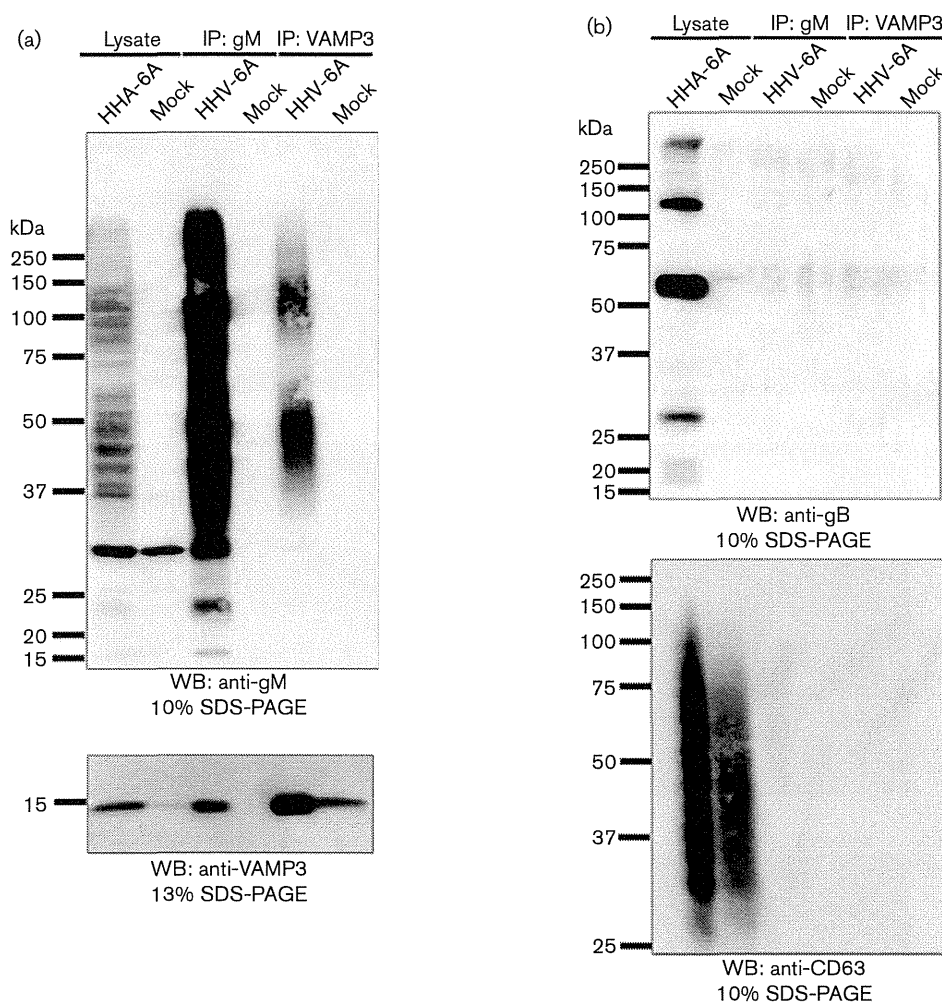 (a)
Lysate IP: gM IP: VAMP3
HHA-6A Mock HHV-6A Mock HHV-6A Mock
kDa
250
150
100
75
50
37
25
20
15
WB: anti-gM
10% SDS-PAGE
15
WB: anti-VAMP3
13% SDS-PAGE
(b)
Lysate IP: gM IP: VAMP3
HHA-6A Mock HHV-6A Mock HHV-6A Mock
kDa
250
150
100
75
50
37
25
20
15
WB: anti-gB
10% SDS-PAGE
250
150
100
75
50
37
25
WB: anti-CD63
10% SDS-PAGE